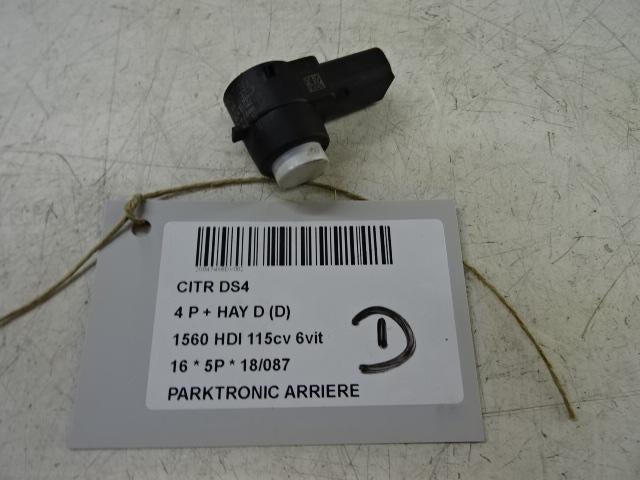 CITR DS4
4 P + HAY D (D)
1560 HDI 115cv 6vit
16 * 5P * 18/087
PARKTRONIC ARRIERE
D